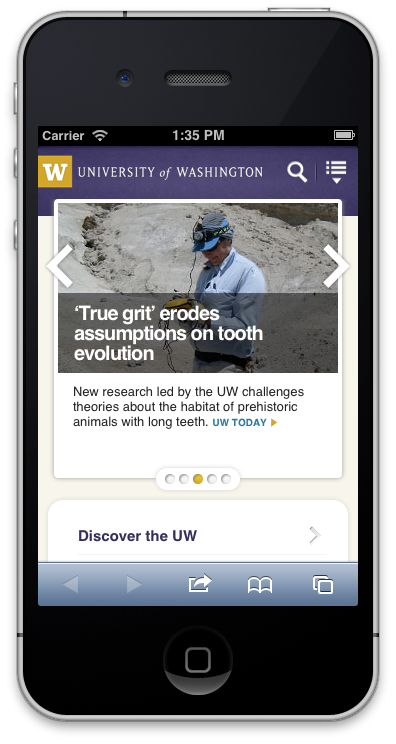 Carrier 1:35 PM
W UNIVERSITY of WASHINGTON
‘True grit’ erodes
assumptions on tooth
evolution
New research led by the UW challenges
theories about the habitat of prehistoric
animals with long teeth. UW TODAY
Discover the UW